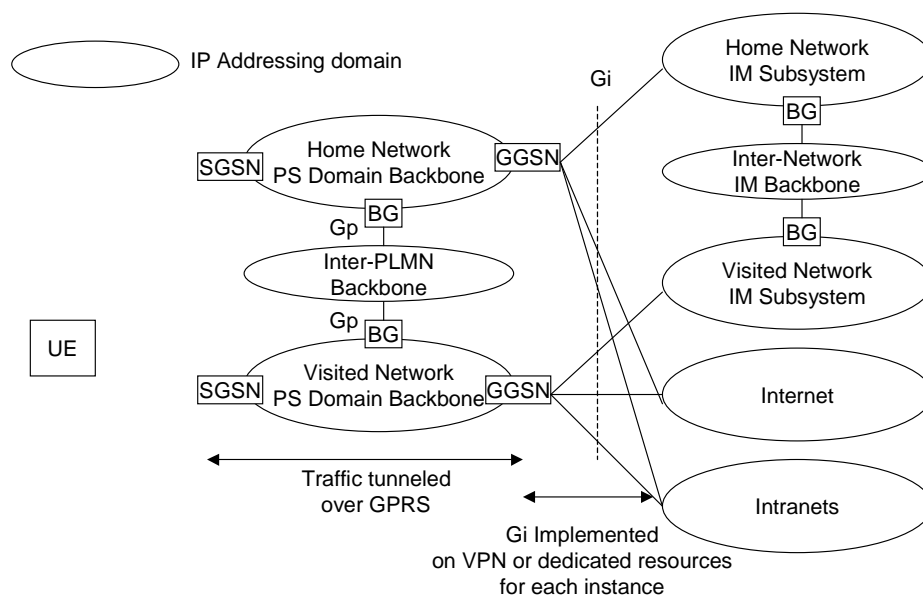 IP Addressing domain
Home Network
IM Subsystem
Gi
BG
SGSN
Home Network
PS Domain Backbone
GGSN
Inter-Network
IM Backbone
BG
Gp
BG
Inter-PLMN
Backbone
Visited Network
IM Subsystem
Gp
BG
UE
SGSN
Visited Network
PS Domain Backbone
GGSN
Internet
Traffic tunneled
over GPRS
Intranets
Gi Implemented
on VPN or dedicated resources
for each instance